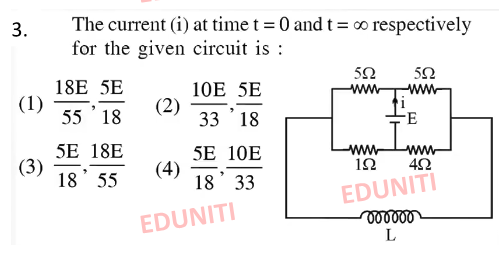 3. The current (i) at time t = 0 and t = ∞ respectively
for the given circuit is :
(1) 18E/55, 5E/18 (2) 10E/33, 5E/18
(3) 5E/18, 18E/55 (4) 5E/18, 10E/33
5Ω 5Ω
i
E
1Ω 4Ω
L
EDUNITI
EDUNITI